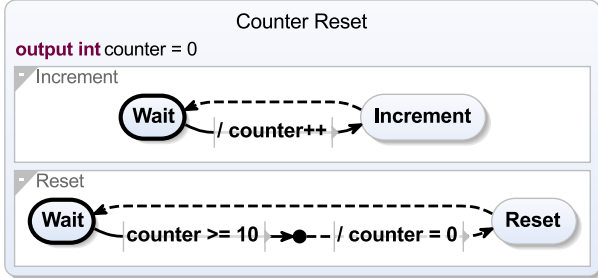 Counter Reset
output int counter = 0
- Increment
Wait / counter++ Increment
- Reset
Wait counter >= 10 / counter = 0 Reset